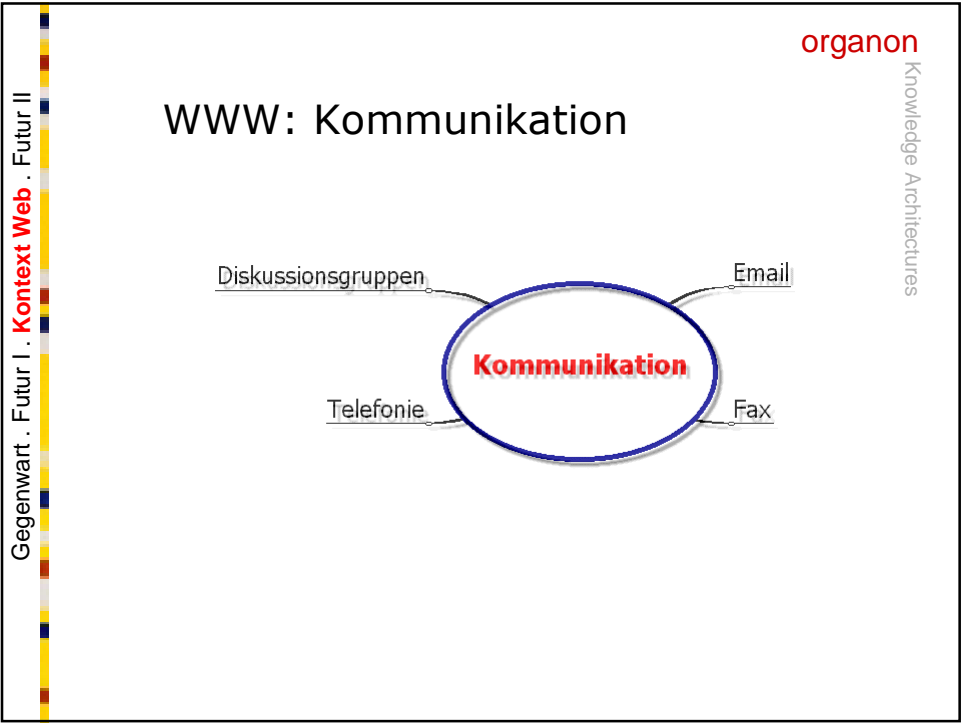 organon
Knowledge Architectures
Gegenwart . Futur I . Kontext Web . Futur II
WWW: Kommunikation
Diskussionsgruppen
Email
Kommunikation
Telefonie
Fax